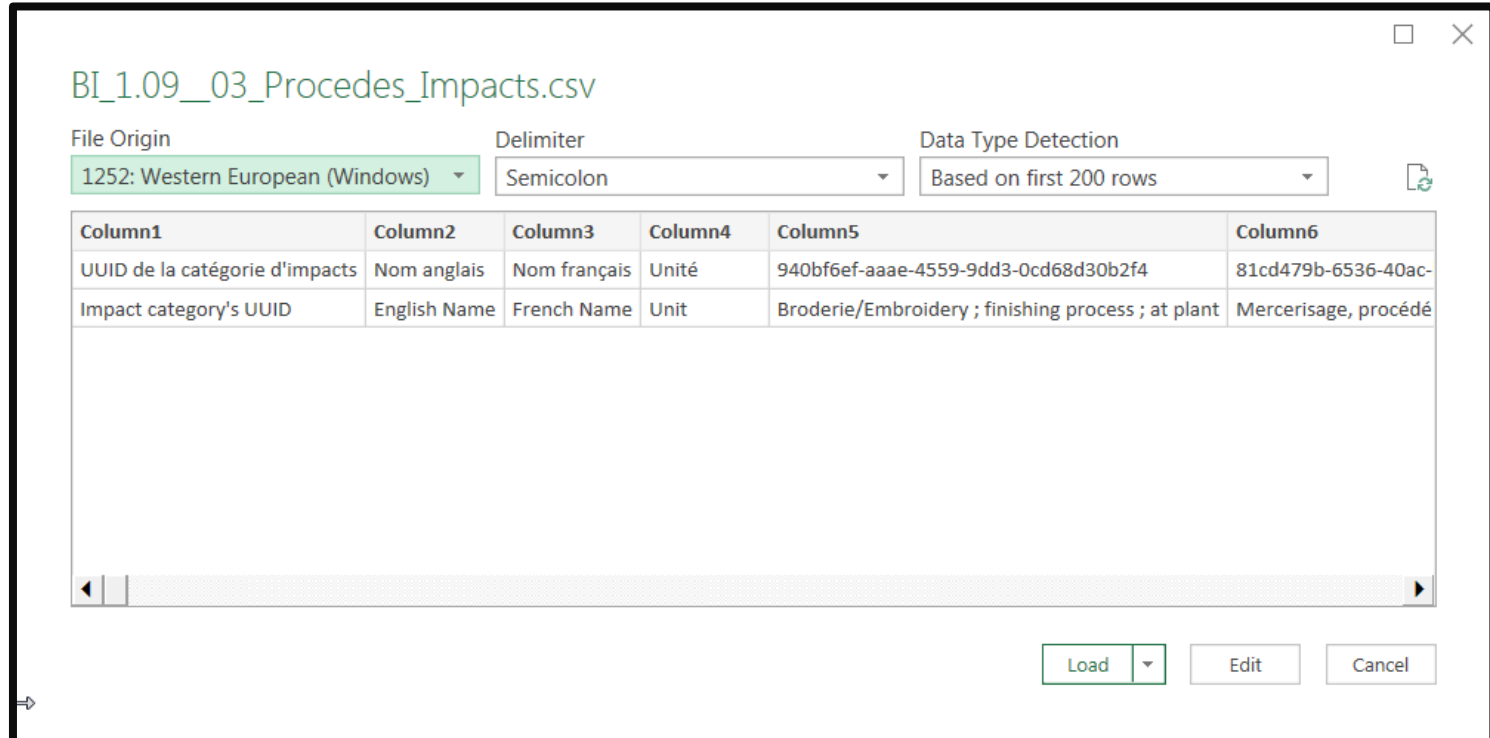 BI_1.09__03_Procedes_Impacts.csv
File Origin Delimiter Data Type Detection
1252: Western European (Windows) Semicolon Based on first 200 rows
Column1 Column2 Column3 Column4 Column5 Column6
UUID de la catégorie d'impacts Nom anglais Nom français Unité 940bf6ef-aaae-4559-9dd3-0cd68d30b2f4 81cd479b-6536-40ac-
Impact category's UUID English Name French Name Unit Broderie/Embroidery ; finishing process ; at plant Mercerisage, procédé
Load Edit Cancel